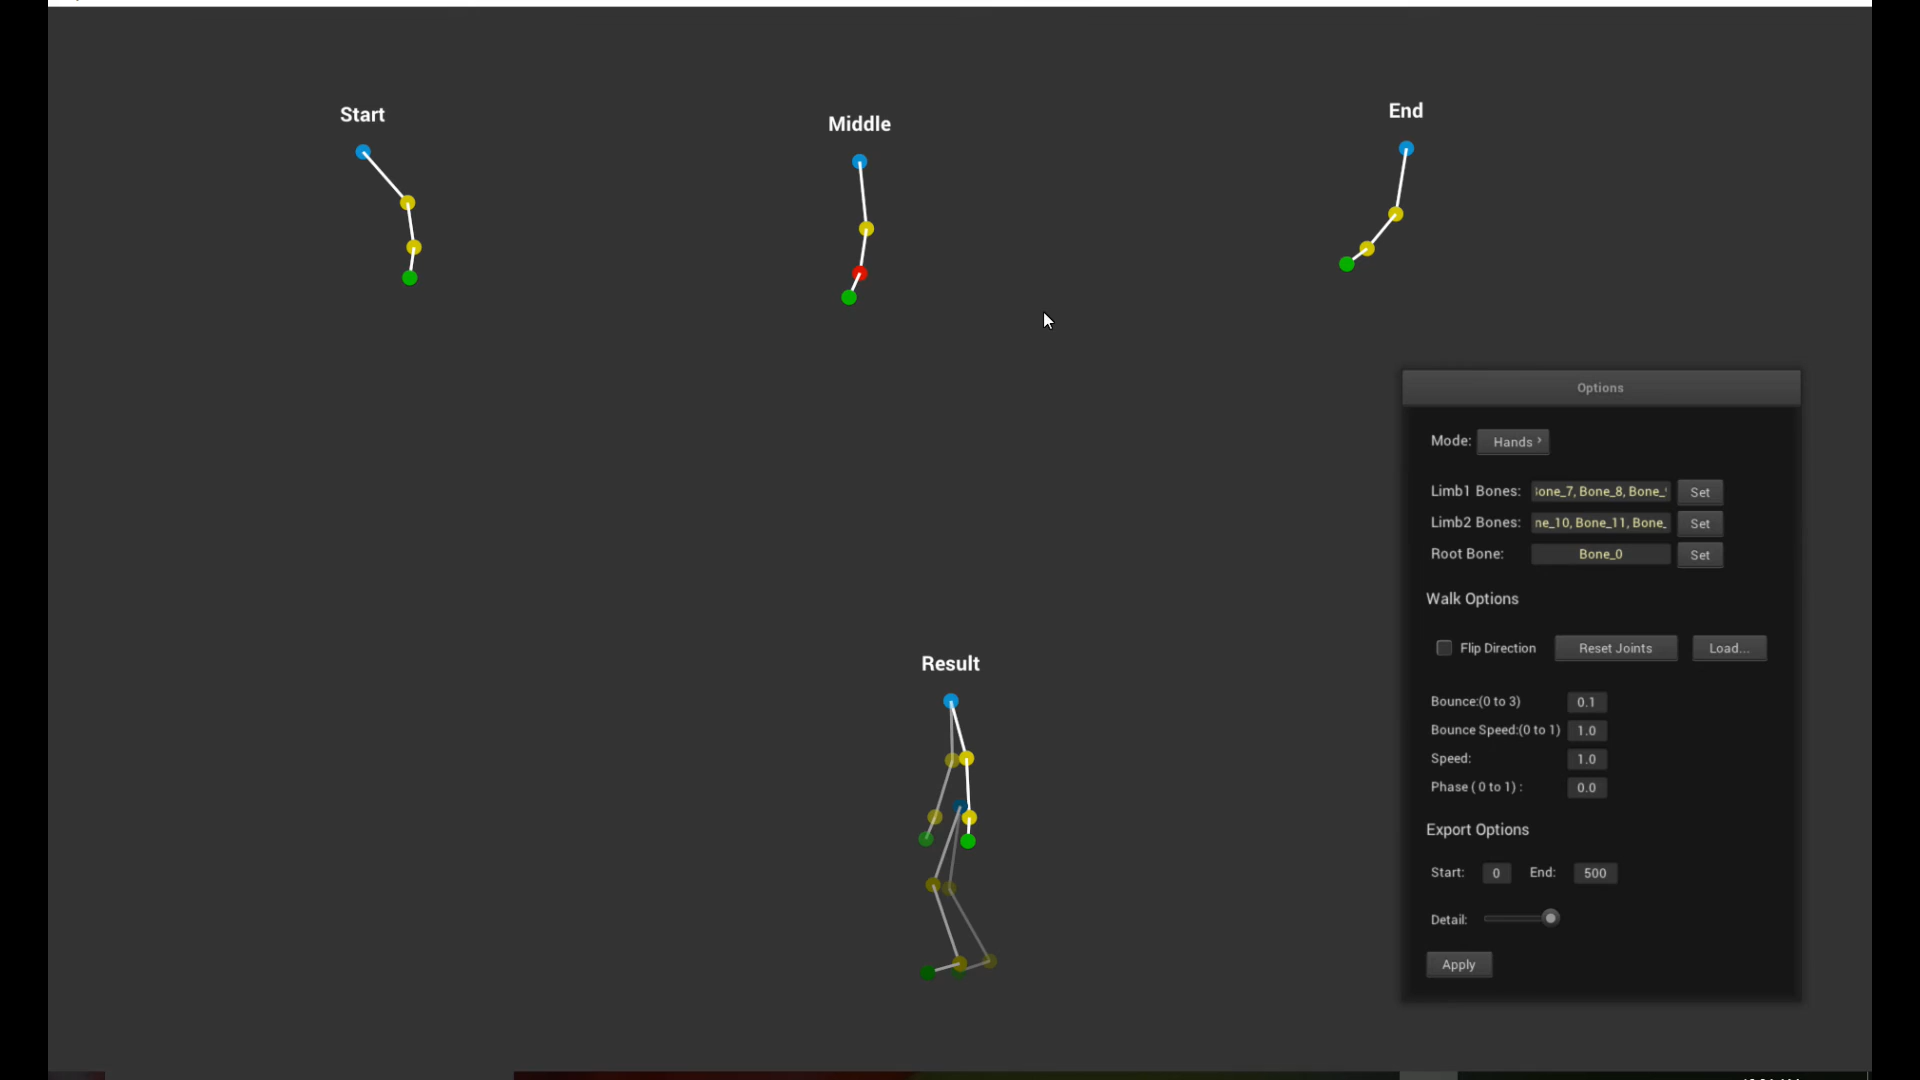 Start
Middle
End
Options
Mode: Hands
Limb1 Bones: Bone_7, Bone_8, Bone_ Set
Limb2 Bones: ne_10, Bone_11, Bone_ Set
Root Bone: Bone_0 Set
Walk Options
Flip Direction Reset Joints Load...
Result
Bounce:(0 to 3) 0.1
Bounce Speed:(0 to 1) 1.0
Speed: 1.0
Phase ( 0 to 1) : 0.0
Export Options
Start: 0 End: 500
Detail:
Apply